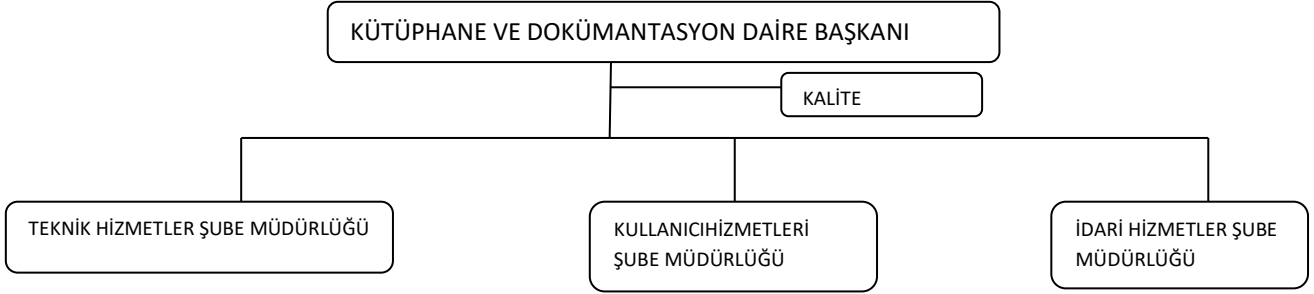 KÜTÜPHANE VE DOKÜMANTASYON DAİRE BAŞKANI
KALİTE
TEKNİK HİZMETLER ŞUBE MÜDÜRLÜĞÜ
KULLANICIHİZMETLERİ
ŞUBE MÜDÜRLÜĞÜ
İDARİ HİZMETLER ŞUBE
MÜDÜRLÜĞÜ